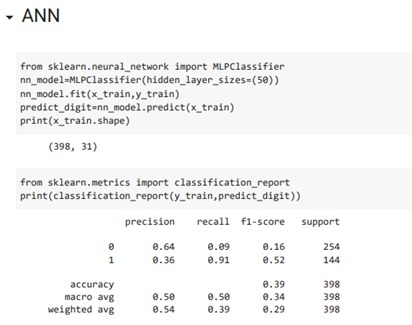 ANN
from sklearn.neural_network import MLPClassifier
nn_model=MLPClassifier(hidden_layer_sizes=(50))
nn_model.fit(x_train,y_train)
predict_digit=nn_model.predict(x_train)
print(x_train.shape)
(398, 31)
from sklearn.metrics import classification_report
print(classification_report(y_train,predict_digit))
precision recall f1-score support
0 0.64 0.09 0.16 254
1 0.36 0.91 0.52 144
accuracy 0.39 398
macro avg 0.50 0.50 0.34 398
weighted avg 0.54 0.39 0.29 398